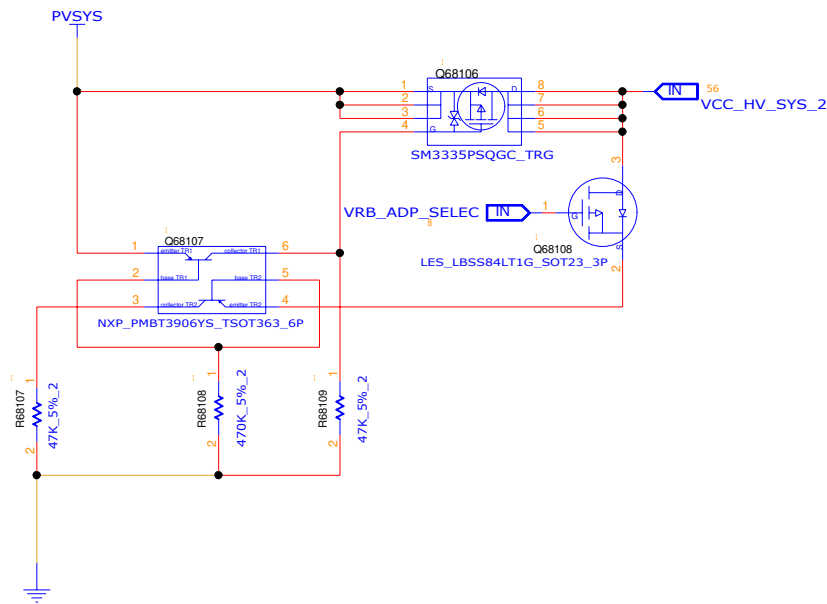 PVSYS
Q68106
1 S D 8
2 7
3 6
4 G 5
IN 56
VCC_HV_SYS_2
SM3335PSQGC_TRG
3
VRB_ADP_SELEC IN 1 G D
8
S
Q68108
LES_LBSS84LT1G_SOT23_3P
2
Q68107
1 emitter TR1 collector TR1 6
2 base TR1 base TR2 5
3 collector TR2 emitter TR2 4
NXP_PMBT3906YS_TSOT363_6P
R68107 1 2 47K_5%_2
R68108 1 2 470K_5%_2
R68109 1 2 47K_5%_2